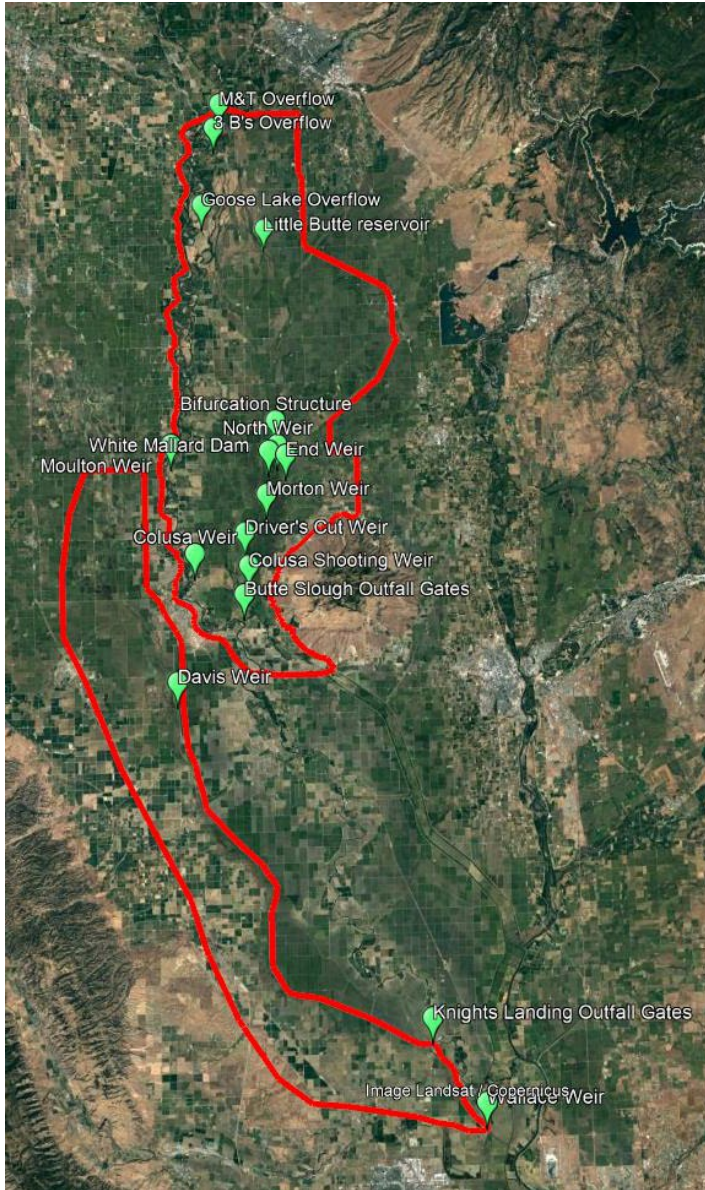 M&T Overflow
3 B's Overflow
Goose Lake Overflow
Little Butte reservoir
Bifurcation Structure
North Weir
White Mallard Dam
End Weir
Moulton Weir
Morton Weir
Driver's Cut Weir
Colusa Weir
Colusa Shooting Weir
Butte Slough Outfall Gates
Davis Weir
Knights Landing Outfall Gates
Image Landsat / Copernicus
Wallace Weir